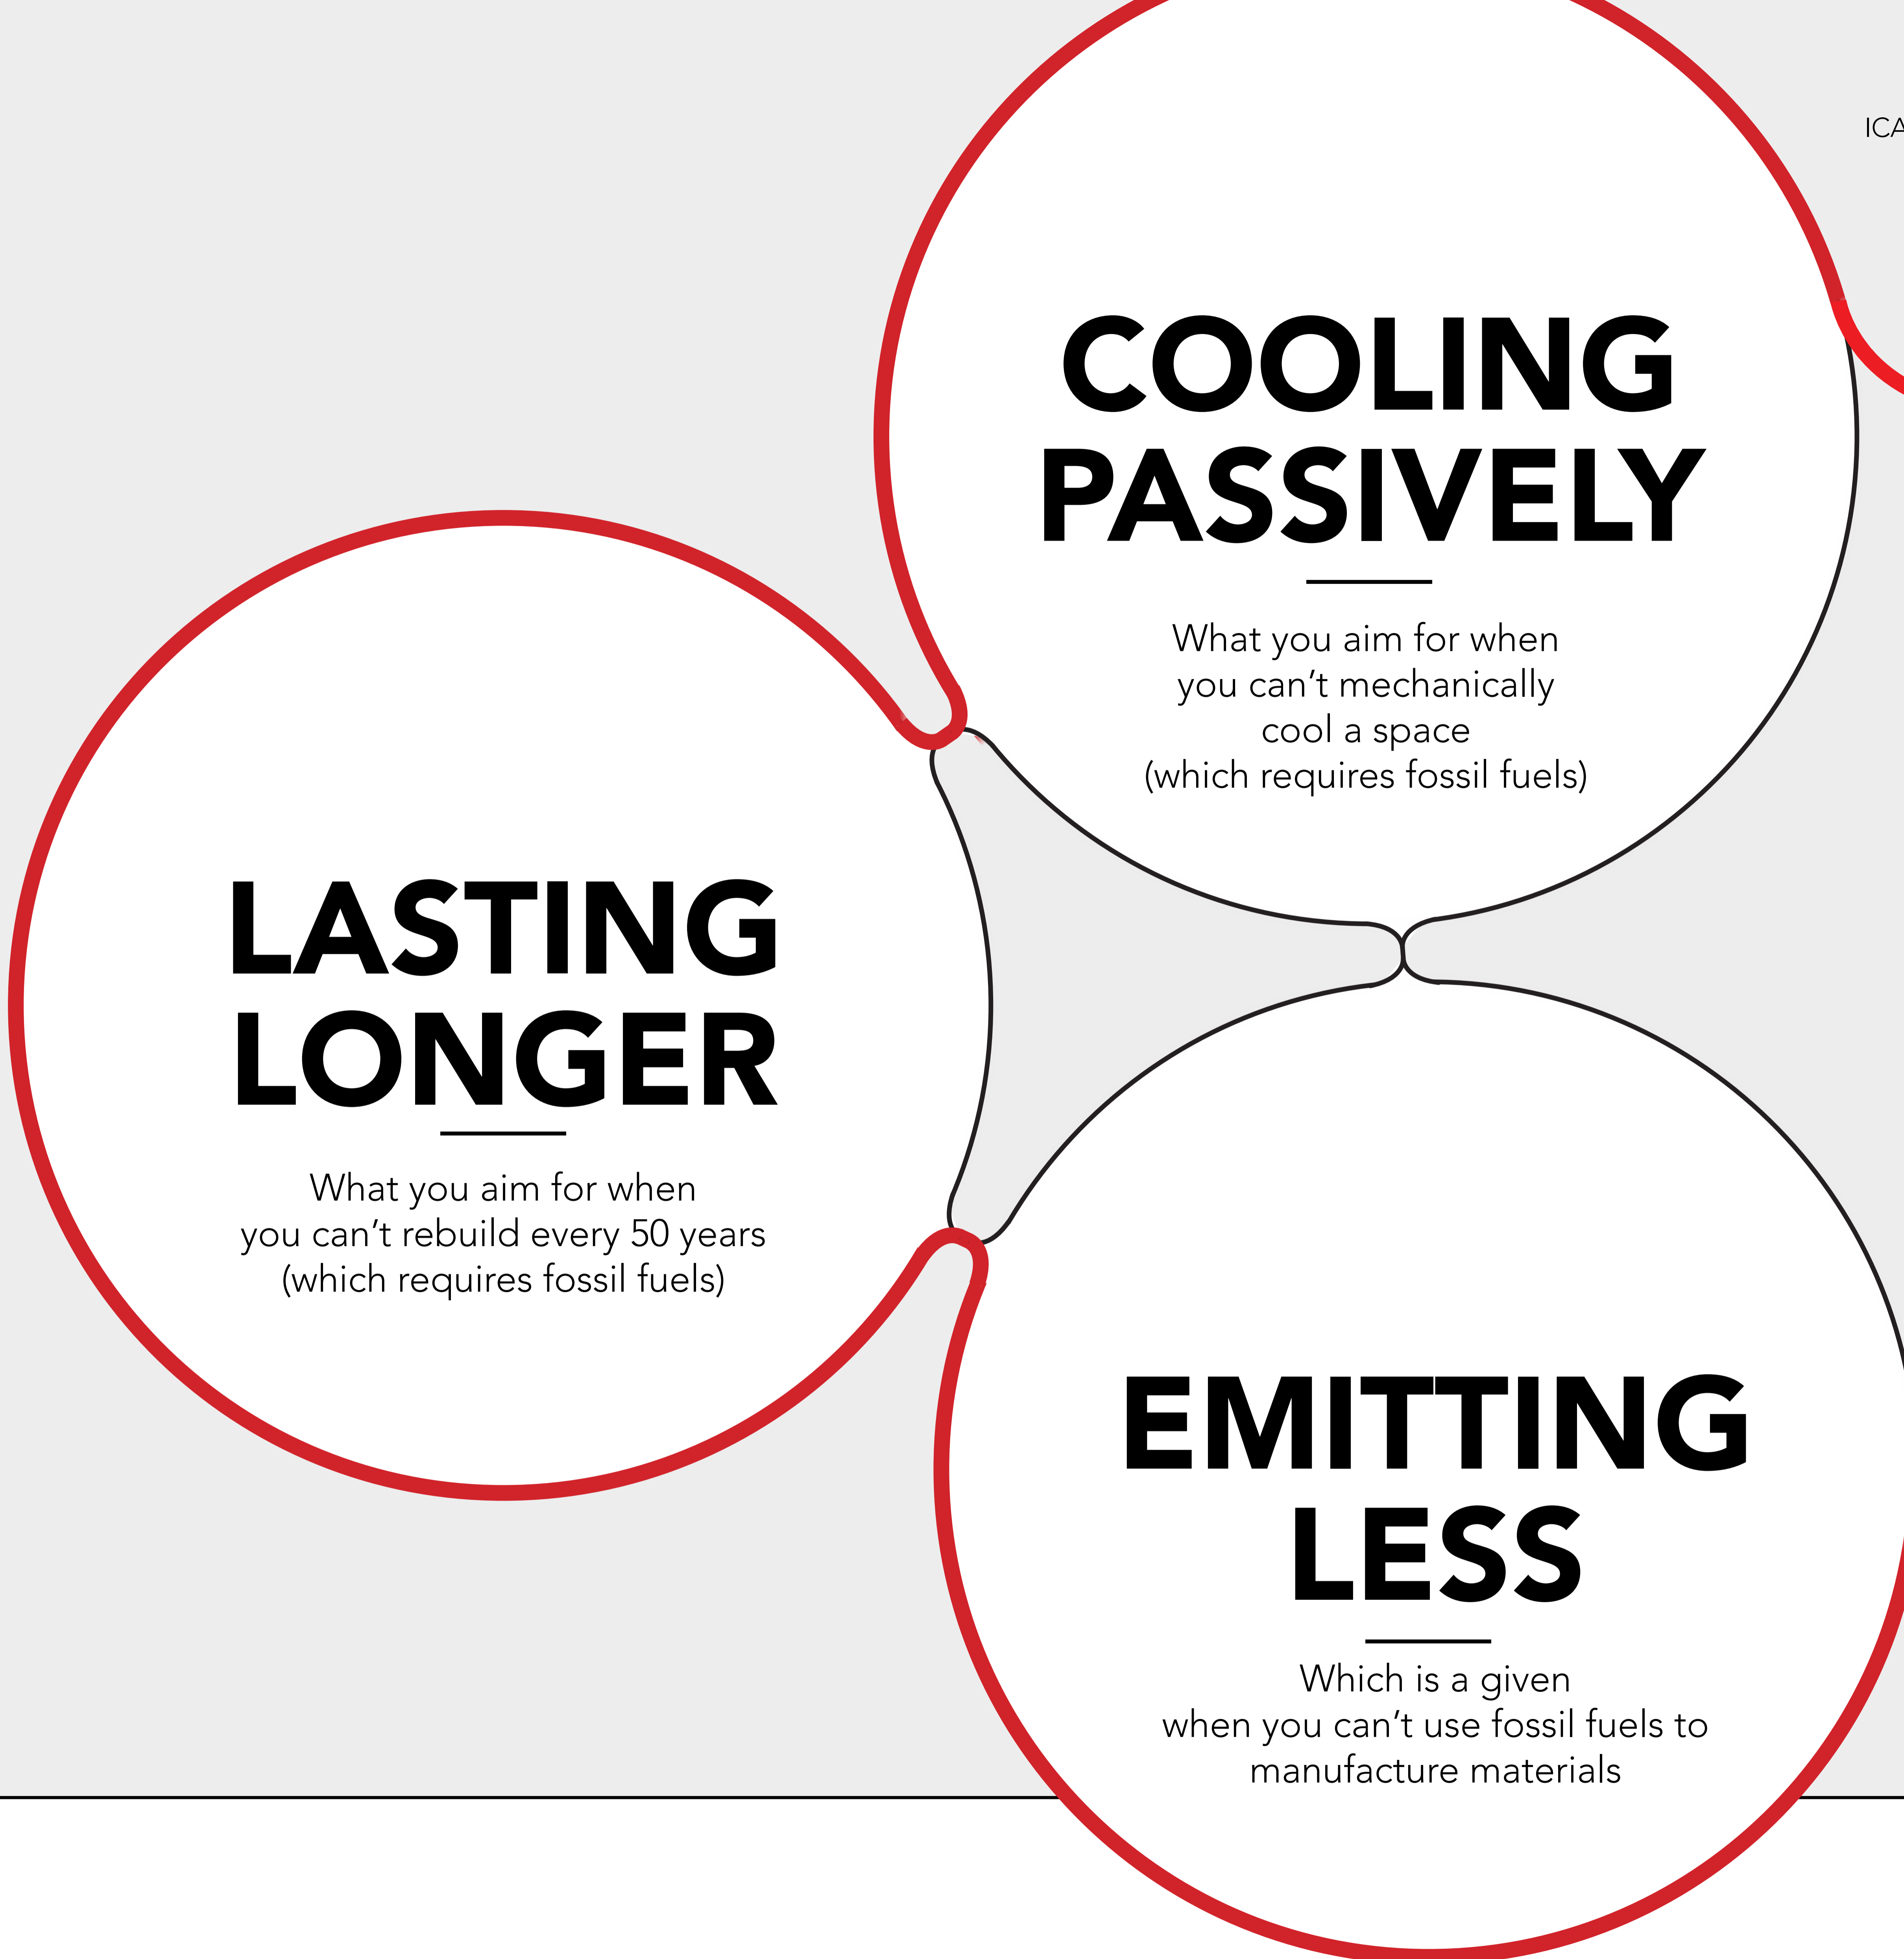 ICA
COOLING
PASSIVELY
What you aim for when
you can't mechanically
cool a space
(which requires fossil fuels)
LASTING
LONGER
What you aim for when
you can't rebuild every 50 years
(which requires fossil fuels)
EMITTING
LESS
Which is a given
when you can't use fossil fuels to
manufacture materials